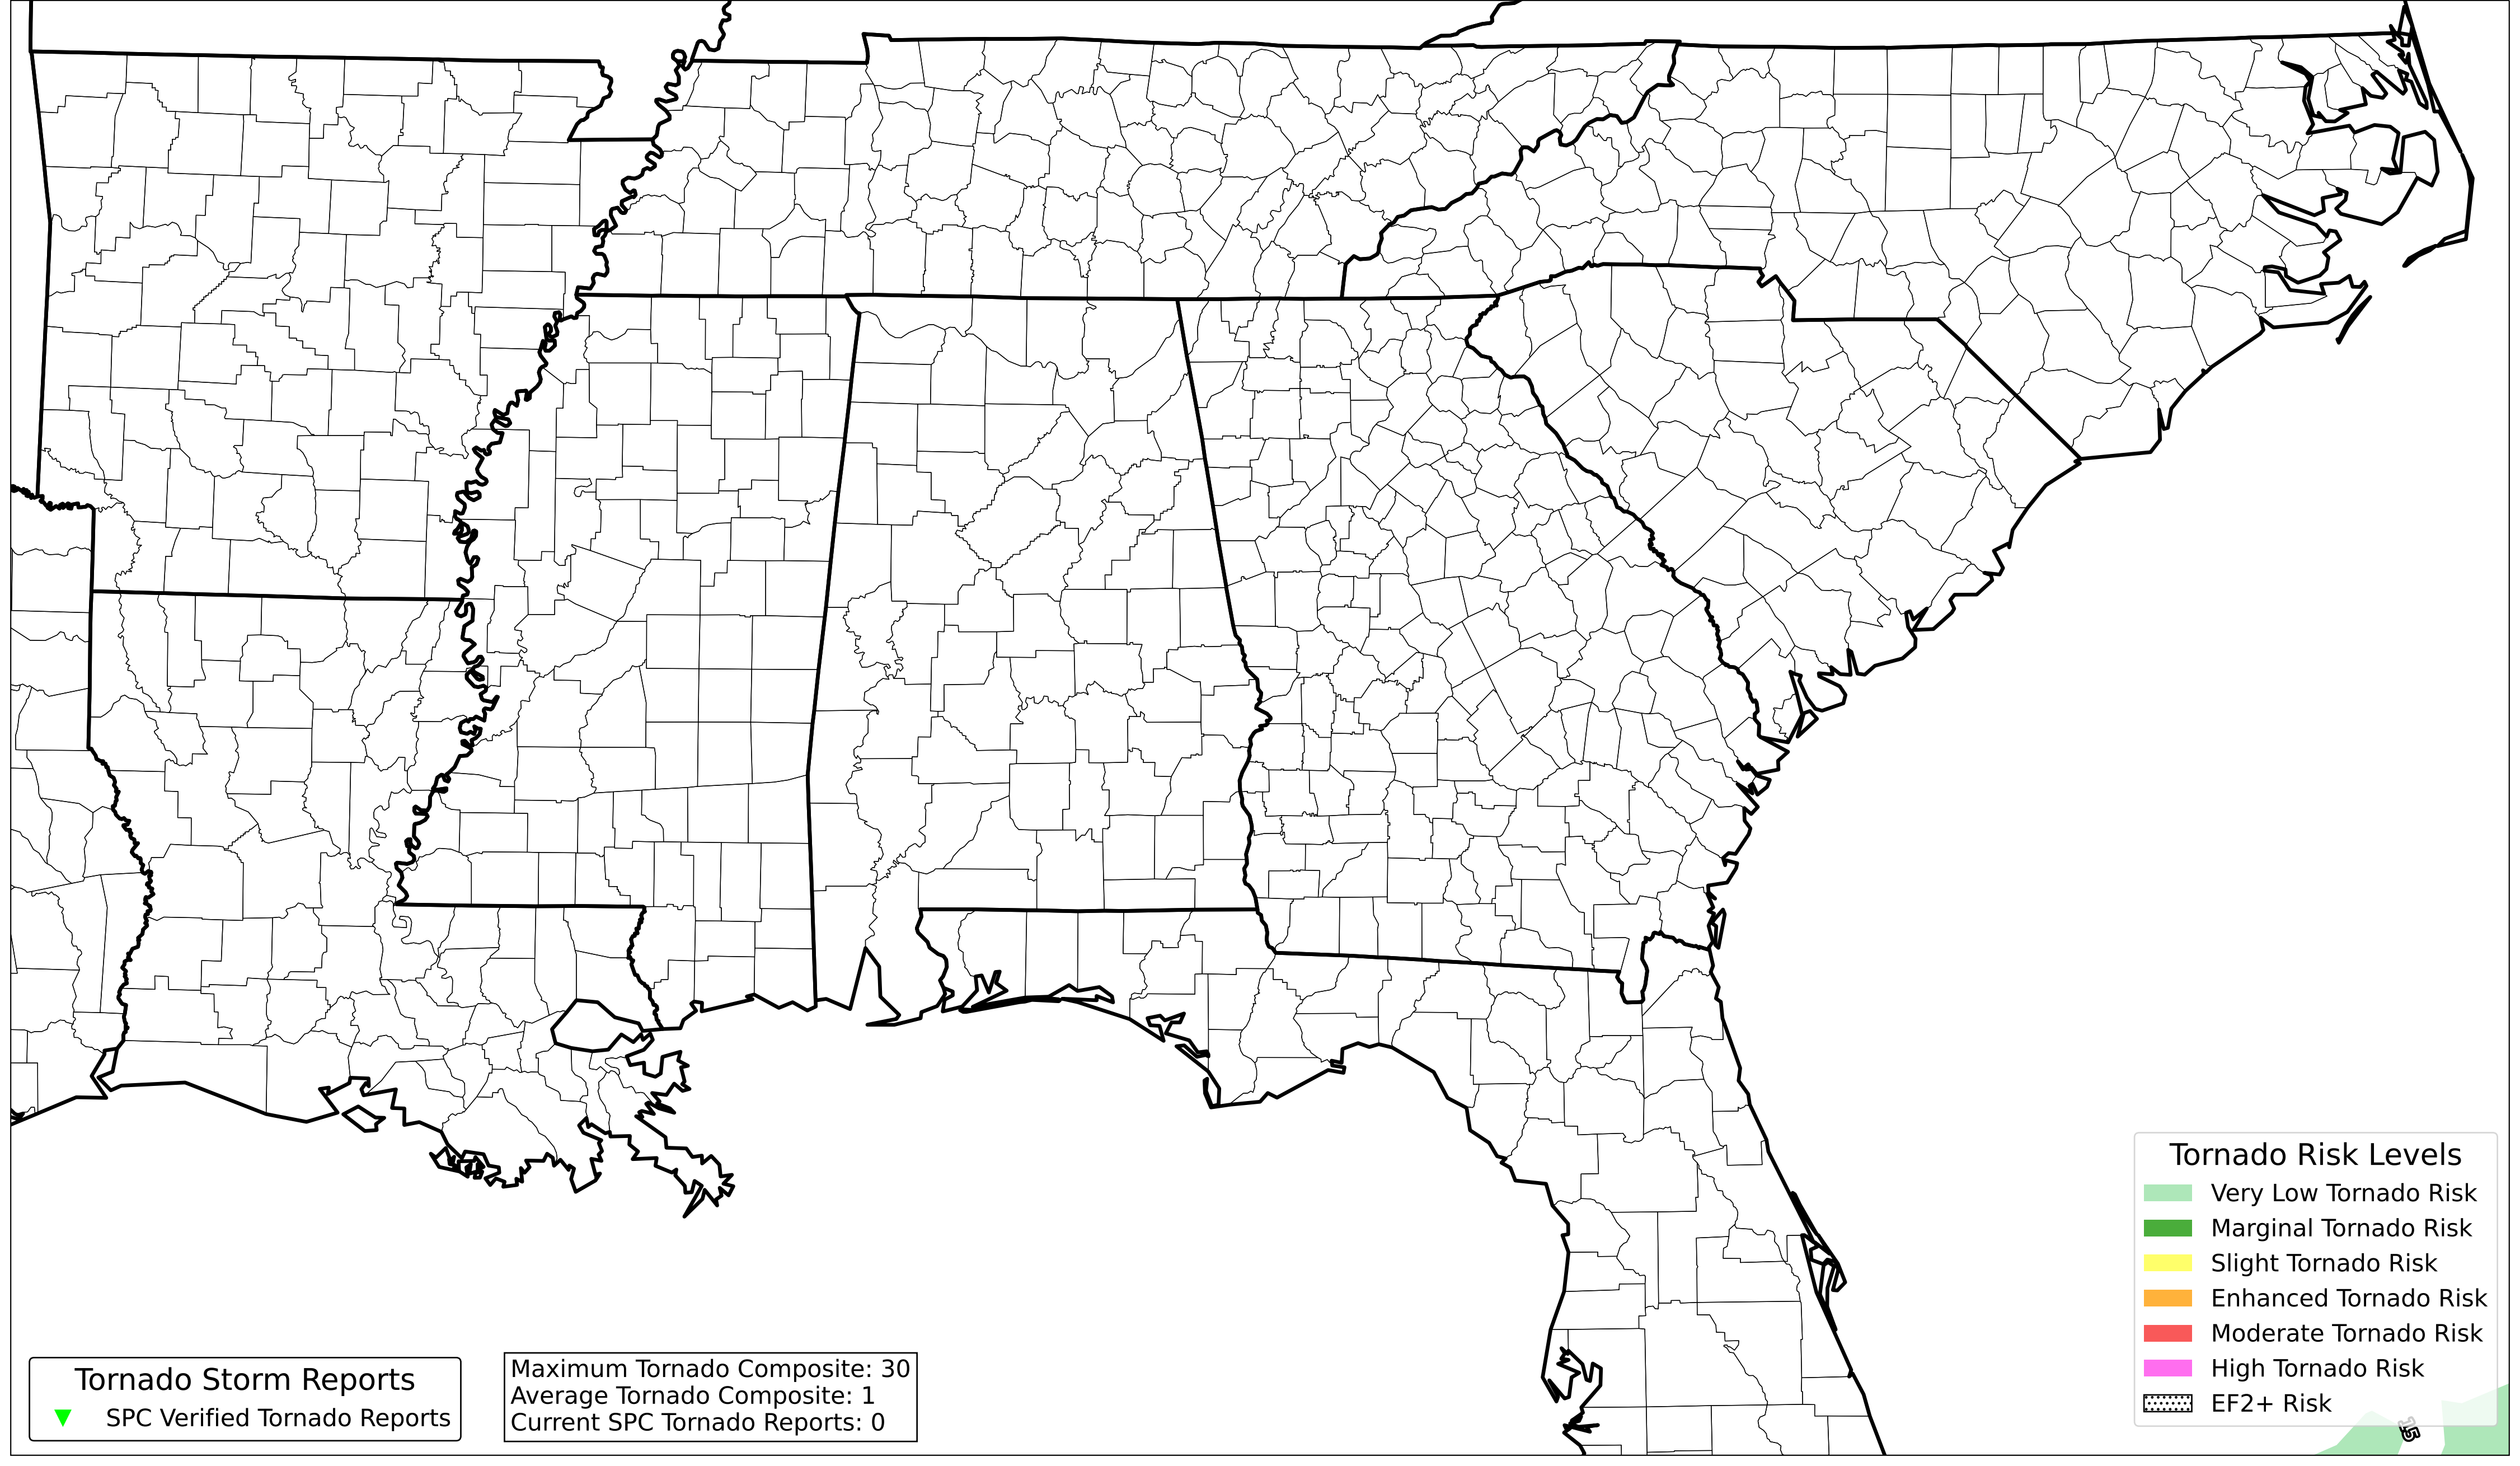 Tornado Risk Levels
Very Low Tornado Risk
Marginal Tornado Risk
Slight Tornado Risk
Enhanced Tornado Risk
Moderate Tornado Risk
High Tornado Risk
EF2+ Risk
Tornado Storm Reports
SPC Verified Tornado Reports
Maximum Tornado Composite: 30
Average Tornado Composite: 1
Current SPC Tornado Reports: 0
15